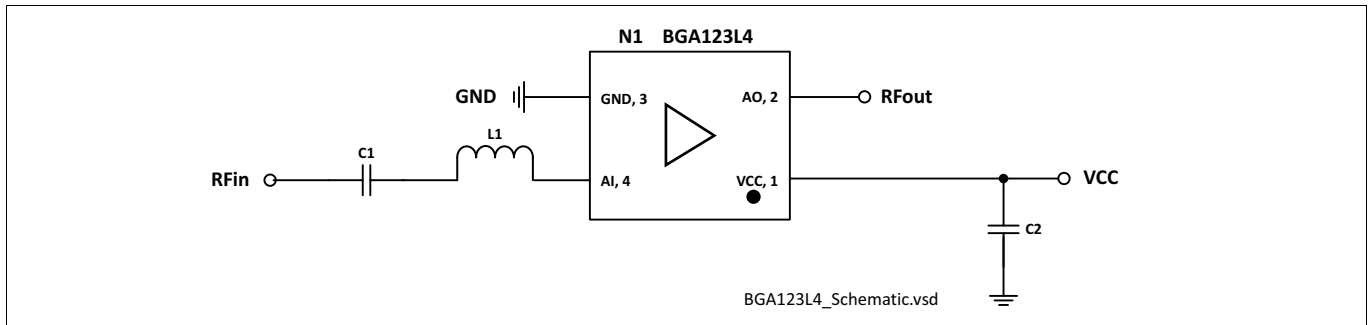 N1 BGA123L4
GND
GND, 3
AO, 2
RFout
C1
L1
RFin
AI, 4
VCC, 1
VCC
C2
BGA123L4_Schematic.vsd